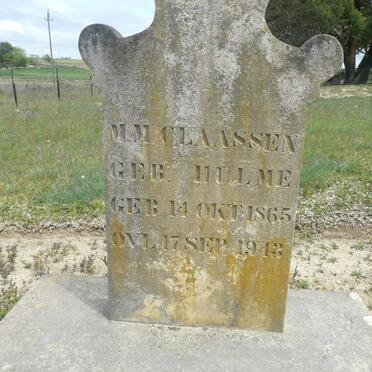 M.M CLAASSEN
GEB. HULME
GEB 14 OKT. 1865
OVL. 17 SEP. 1943